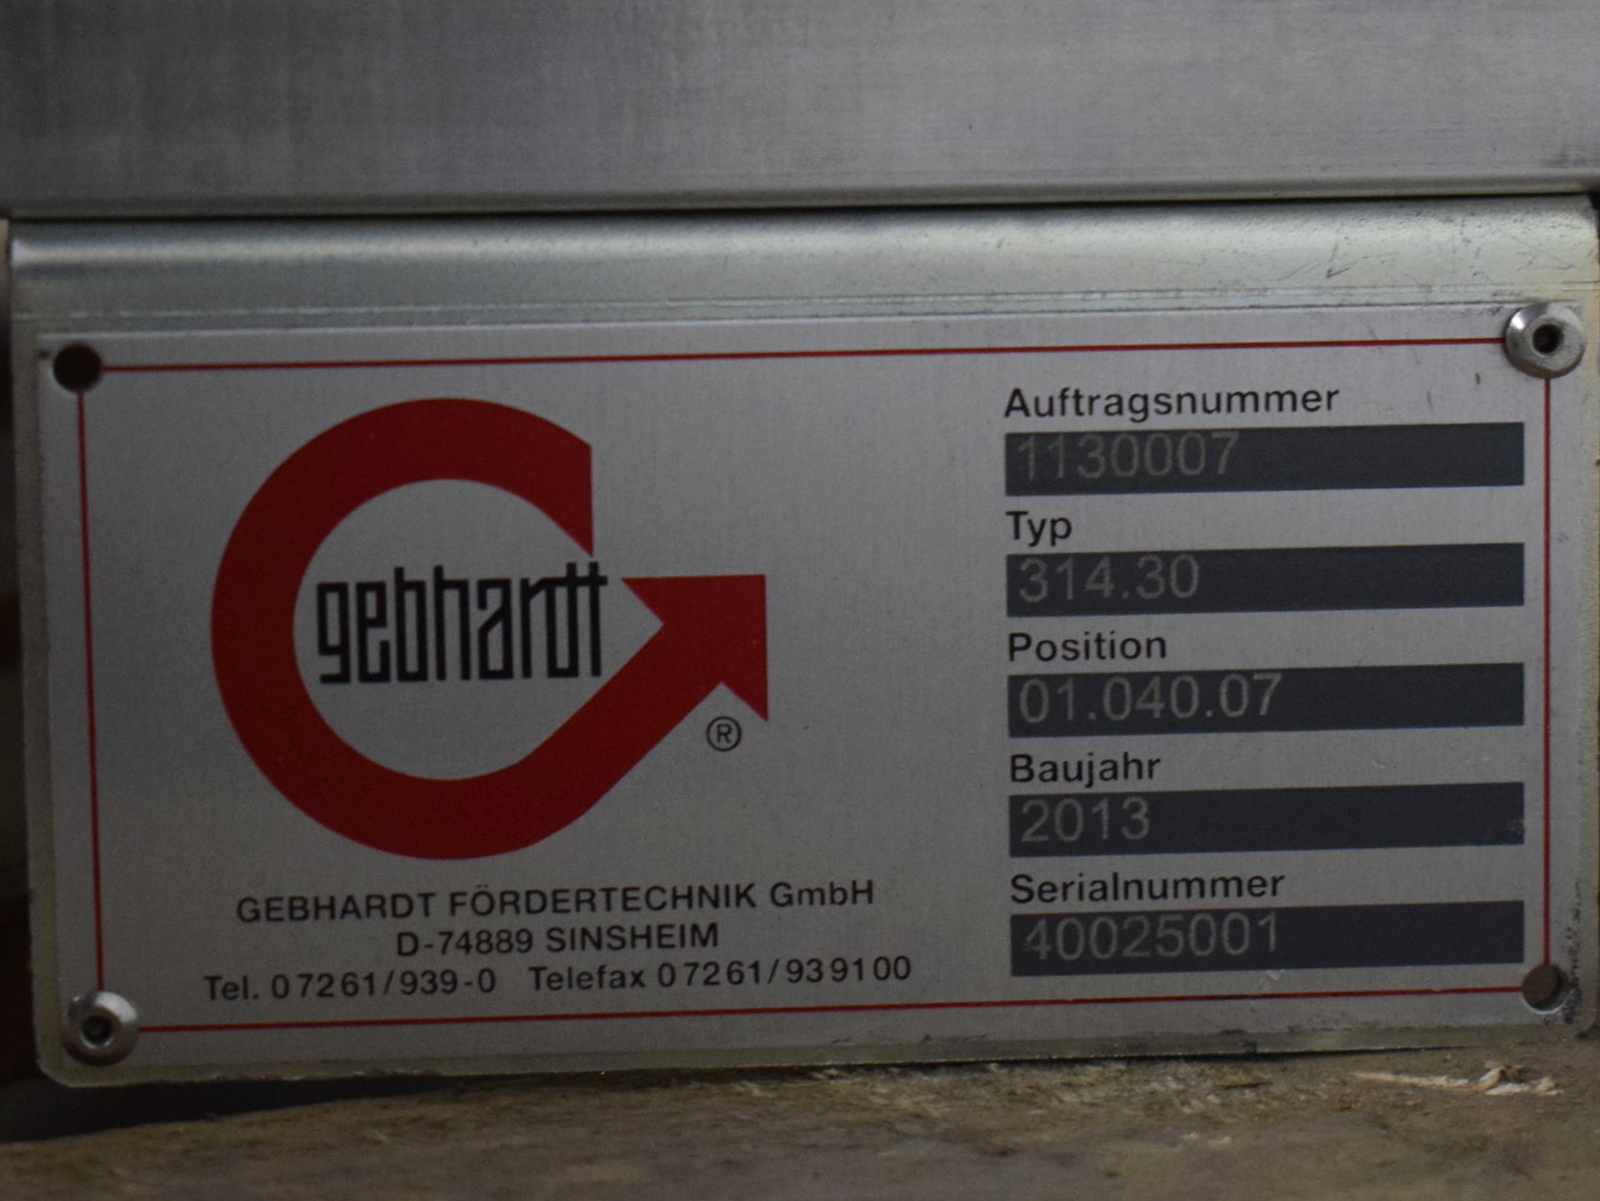 gebhardt
®
GEBHARDT FÖRDERTECHNIK GmbH
D-74889 SINSHEIM
Tel. 07261/939-0 Telefax 07261/939100
Auftragsnummer
1130007
Typ
314.30
Position
01.040.07
Baujahr
2013
Serialnummer
40025001